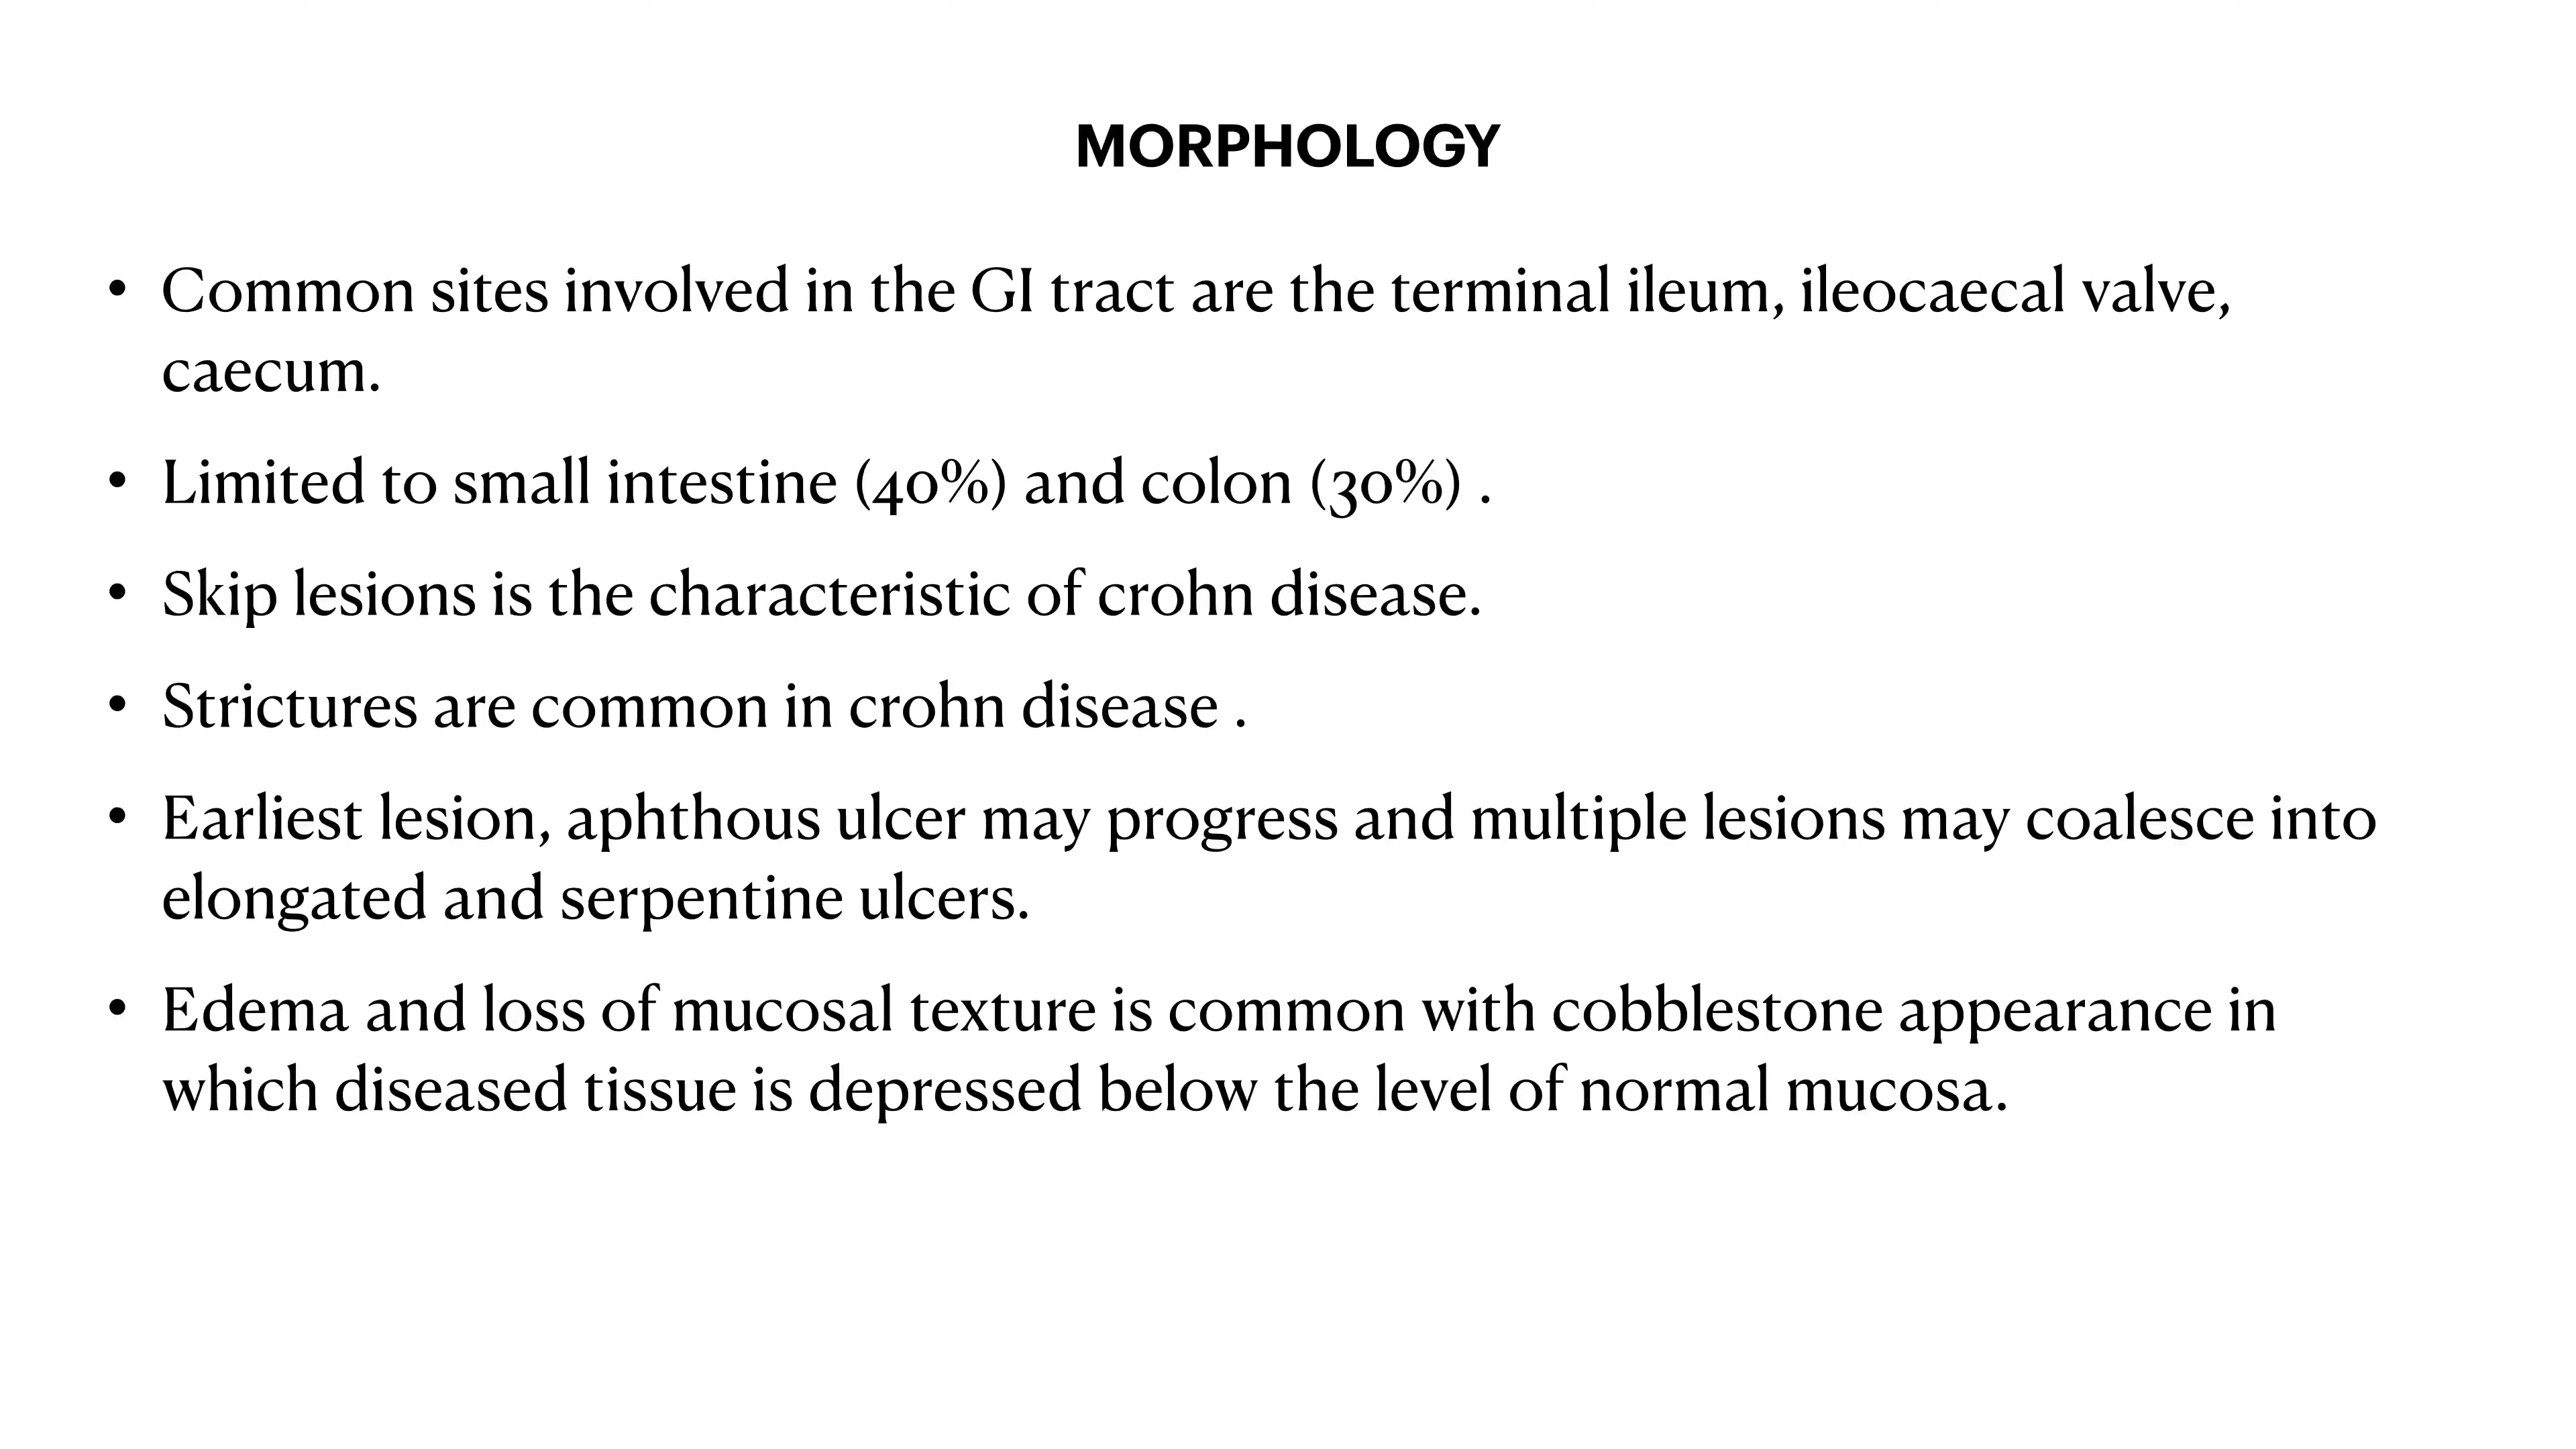 MORPHOLOGY
• Common sites involved in the GI tract are the terminal ileum, ileocaecal valve,
caecum.
• Limited to small intestine (40%) and colon (30%) .
• Skip lesions is the characteristic of crohn disease.
• Strictures are common in crohn disease .
• Earliest lesion, aphthous ulcer may progress and multiple lesions may coalesce into
elongated and serpentine ulcers.
• Edema and loss of mucosal texture is common with cobblestone appearance in
which diseased tissue is depressed below the level of normal mucosa.